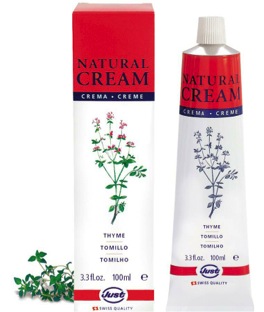 NATURAL
CREAM
CREMA • CREME
THYME
TOMILLO
TOMILHO
3.3 fl.oz. 100ml e
Just
SWISS QUALITY
NATURAL
CREAM
CREMA • CREME
THYME
TOMILLO
TOMILHO
3.3 fl.oz. 100ml e
Just
SWISS QUALITY